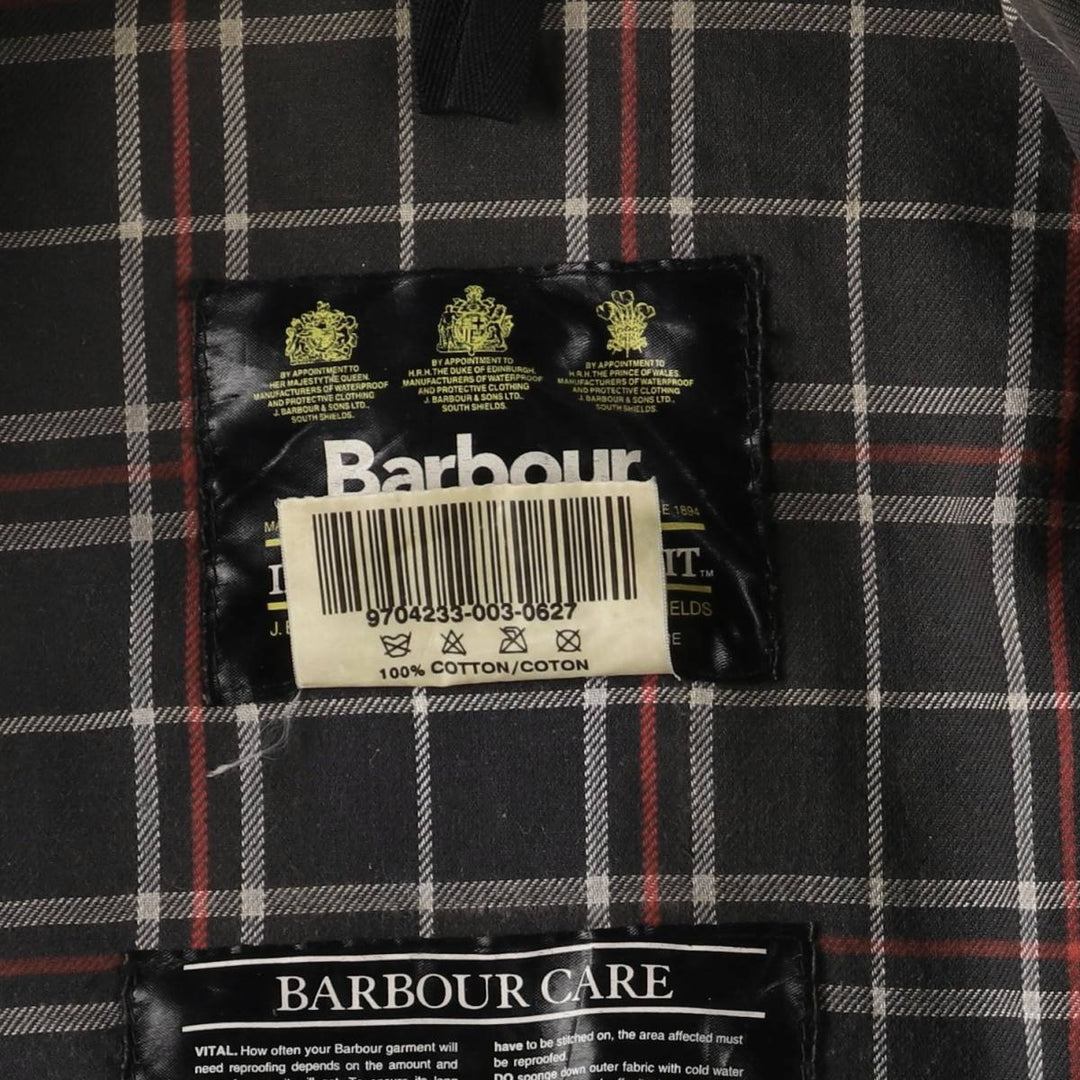 BY APPOINTMENT TO
HER MAJESTY THE QUEEN
MANUFACTURERS OF WATERPROOF
AND PROTECTIVE CLOTHING
J. BARBOUR & SONS LTD.,
SOUTH SHIELDS.
BY APPOINTMENT TO
H.R.H. THE DUKE OF EDINBURGH,
MANUFACTURERS OF WATERPROOF
AND PROTECTIVE CLOTHING
J. BARBOUR & SONS LTD.,
SOUTH SHIELDS.
BY APPOINTMENT TO
H.R.H. THE PRINCE OF WALES,
MANUFACTURERS OF WATERPROOF
AND PROTECTIVE CLOTHING
J. BARBOUR & SONS LTD.,
SOUTH SHIELDS.
Barbour
1894
9704233-003-0627
100% COTTON/COTON
BARBOUR CARE
VITAL. How often your Barbour garment will
need reproofing depends on the amount and
have to be stitched on, the area affected must
be reproofed.
DO sponge down outer fabric with cold water